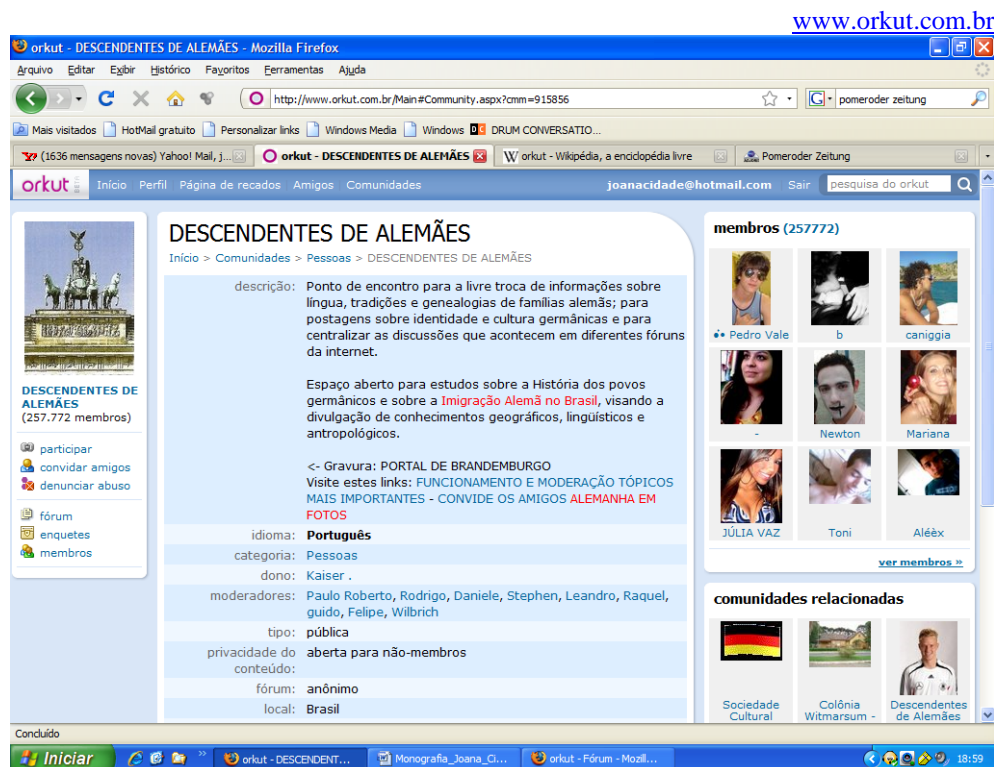 www.orkut.com.br
orkut - DESCENDENTES DE ALEMÃES - Mozilla Firefox
Arquivo Editar Exibir Histórico Favoritos Ferramentas Ajuda
http://www.orkut.com.br/Main#Community.aspx?cmm=915856
G pomeroder zeitung
Mais visitados HotMail gratuito Personalizar links Windows Media Windows DRUM CONVERSATIO...
(1636 mensagens novas) Yahoo! Mail, j... orkut - DESCENDENTES DE ALEMÃES W orkut - Wikipédia, a enciclopédia livre Pomeroder Zeitung
orkut Início Perfil Página de recados Amigos Comunidades joanacidade@hotmail.com Sair pesquisa do orkut
DESCENDENTES DE
ALEMÃES
(257.772 membros)
participar
convidar amigos
denunciar abuso
fórum
enquetes
membros
DESCENDENTES DE ALEMÃES
Início > Comunidades > Pessoas > DESCENDENTES DE ALEMÃES
descrição: Ponto de encontro para a livre troca de informações sobre
língua, tradições e genealogias de famílias alemãs; para
postagens sobre identidade e cultura germânicas e para
centralizar as discussões que acontecem em diferentes fóruns
da internet.
Espaço aberto para estudos sobre a História dos povos
germânicos e sobre a Imigração Alemã no Brasil, visando a
divulgação de conhecimentos geográficos, lingüísticos e
antropológicos.
<- Gravura: PORTAL DE BRANDEMBURGO
Visite estes links: FUNCIONAMENTO E MODERAÇÃO TÓPICOS
MAIS IMPORTANTES - CONVIDE OS AMIGOS ALEMANHA EM
FOTOS
idioma: Português
categoria: Pessoas
dono: Kaiser .
moderadores: Paulo Roberto, Rodrigo, Daniele, Stephen, Leandro, Raquel,
guido, Felipe, Wilbrich
tipo: pública
privacidade do aberta para não-membros
conteúdo:
fórum: anônimo
local: Brasil
membros (257772)
Pedro Vale b caniggia
- Newton Mariana
JÚLIA VAZ Toni Aléèx
ver membros »
comunidades relacionadas
Sociedade Colônia Descendentes
Cultural Witmarsum - de Alemães
Concluído
Iniciar » orkut - DESCENDENT... Monografia_Joana_Ci... orkut - Fórum - Mozill... 18:59